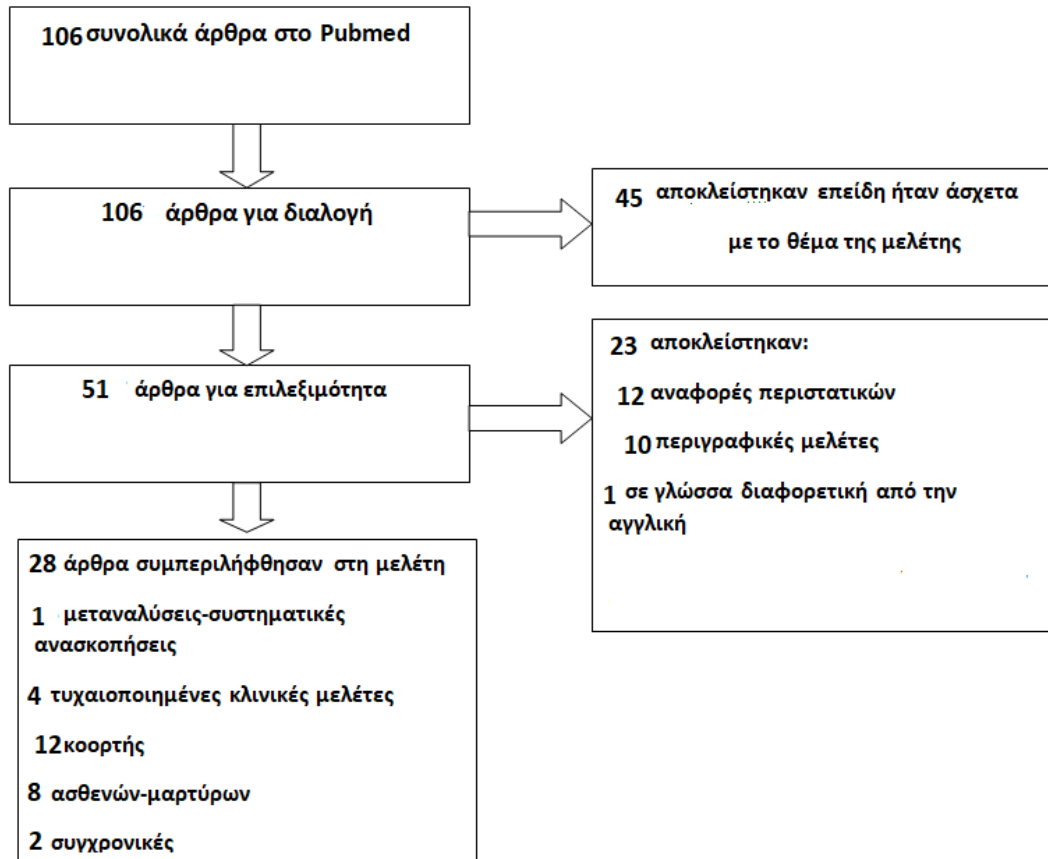 106 συνολικά άρθρα στο Pubmed
106 άρθρα για διαλογή
45 αποκλείστηκαν επείδη ήταν άσχετα
με το θέμα της μελέτης
51 άρθρα για επιλεξιμότητα
23 αποκλείστηκαν:
12 αναφορές περιστατικών
10 περιγραφικές μελέτες
1 σε γλώσσα διαφορετική από την
αγγλική
28 άρθρα συμπεριλήφθησαν στη μελέτη
1 μεταναλύσεις-συστηματικές
ανασκοπήσεις
4 τυχαιοποιημένες κλινικές μελέτες
12 κοορτής
8 ασθενών-μαρτύρων
2 συγχρονικές